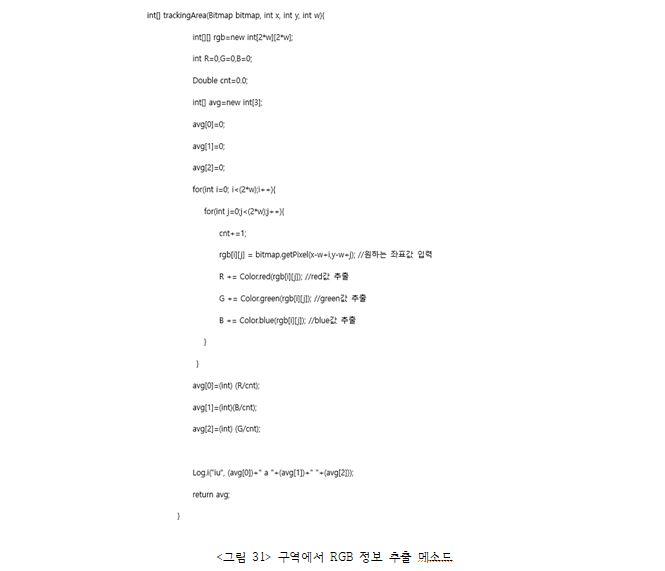 int[] trackingArea(Bitmap bitmap, int x, int y, int w){
int[][] rgb=new int[2*w][2*w];
int R=0,G=0,B=0;
Double cnt=0.0;
int[] avg=new int[3];
avg[0]=0;
avg[1]=0;
avg[2]=0;
for(int i=0; i<(2*w);i++){
for(int j=0;j<(2*w);j++){
cnt+=1;
rgb[i][j] = bitmap.getPixel(x-w+i,y-w+j); //원하는 좌표값 입력
R += Color.red(rgb[i][j]); //red값 추출
G += Color.green(rgb[i][j]); //green값 추출
B += Color.blue(rgb[i][j]); //blue값 추출
}
}
avg[0]=(int) (R/cnt);
avg[1]=(int)(B/cnt);
avg[2]=(int) (G/cnt);
Log.i("iu", (avg[0])+" a "+(avg[1])+" "+(avg[2]));
return avg;
}
<그림 31> 구역에서 RGB 정보 추출 메소드